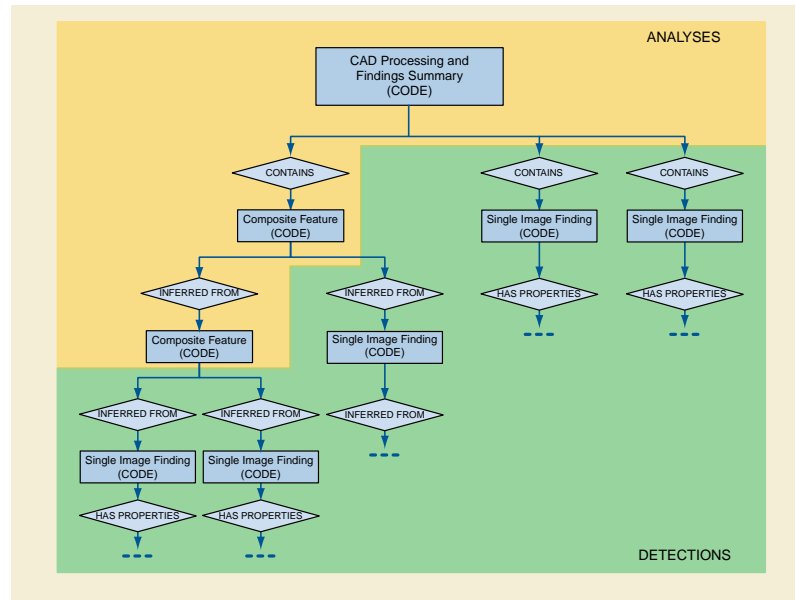 ANALYSES
CAD Processing and
Findings Summary
(CODE)
CONTAINS
CONTAINS
CONTAINS
Composite Feature
(CODE)
Single Image Finding
(CODE)
Single Image Finding
(CODE)
INFERRED FROM
INFERRED FROM
HAS PROPERTIES
HAS PROPERTIES
Composite Feature
(CODE)
Single Image Finding
(CODE)
INFERRED FROM
INFERRED FROM
INFERRED FROM
Single Image Finding
(CODE)
Single Image Finding
(CODE)
HAS PROPERTIES
HAS PROPERTIES
DETECTIONS